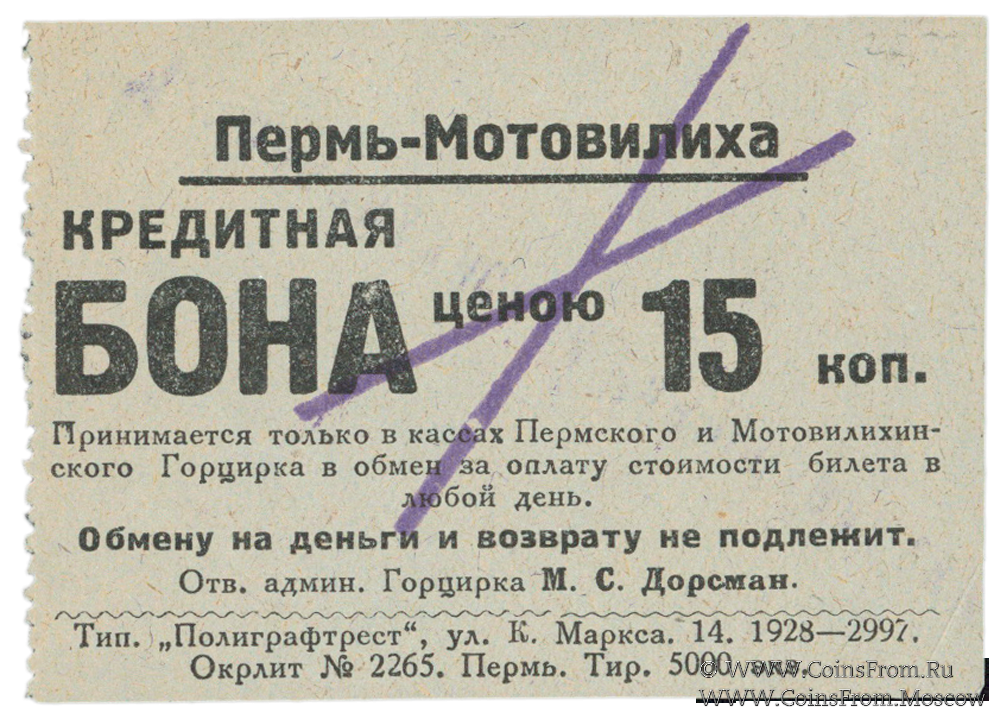 Пермь-Мотовилиха
КРЕДИТНАЯ
БОНА ценою 15 коп.
Принимается только в кассах Пермского и Мотовилихин-
ского Горцирка в обмен за оплату стоимости билета в
любой день.
Обмену на деньги и возврату не подлежит.
Отв. админ. Горцирка М. С. Дорсман.
Тип. „Полиграфтрест“, ул. К. Маркса. 14. 1928—2997.
Окрлит № 2265. Пермь. Тир. 5000 экз.
© WWW.CoinsFrom.Ru
WWW.CoinsFrom.Moscow